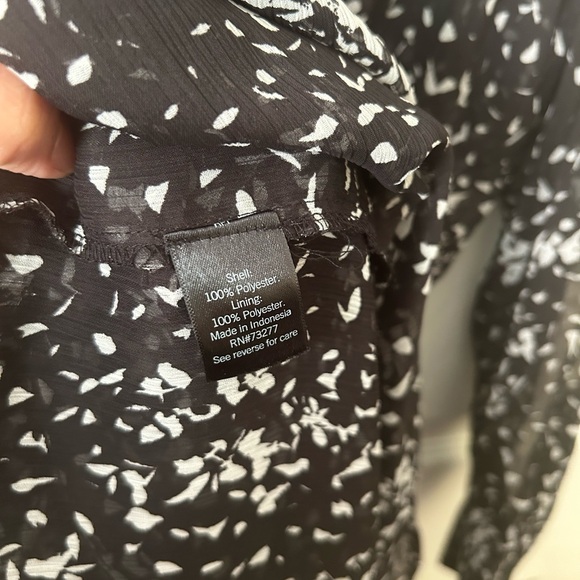 Shell:
100% Polyester.
Lining:
100% Polyester.
Made in Indonesia
RN#73277
See reverse for care